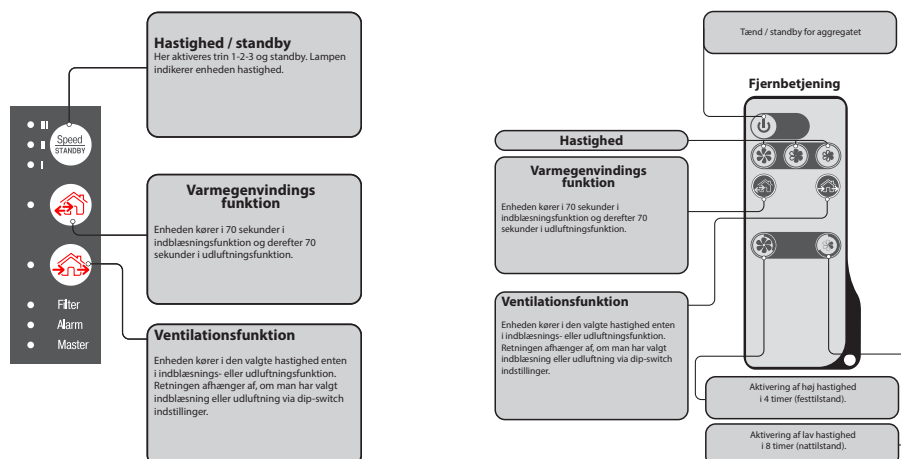 Hastighed / standby
Her aktiveres trin 1-2-3 og standby. Lampen
indikerer enheden hastighed.
III
II
I
Speed
STANDBY
Varmegenvindings
funktion
Enheden kører i 70 sekunder i
indblæsningsfunktion og derefter 70
sekunder i udluftningsfunktion.
Filter
Alarm
Master
Ventilationsfunktion
Enheden kører i den valgte hastighed enten
i indblæsnings- eller udluftningsfunktion.
Retningen afhænger af, om man har valgt
indblæsning eller udluftning via dip-switch
indstillinger.
Tænd / standby for aggregatet
Fjernbetjening
Hastighed
Varmegenvindings
funktion
Enheden kører i 70 sekunder i
indblæsningsfunktion og derefter 70
sekunder i udluftningsfunktion.
Ventilationsfunktion
Enheden kører i den valgte hastighed enten
i indblæsnings- eller udluftningsfunktion.
Retningen afhænger af, om man har valgt
indblæsning eller udluftning via dip-switch
indstillinger.
Aktivering af høj hastighed
i 4 timer (festtilstand).
Aktivering af lav hastighed
i 8 timer (nattilstand).